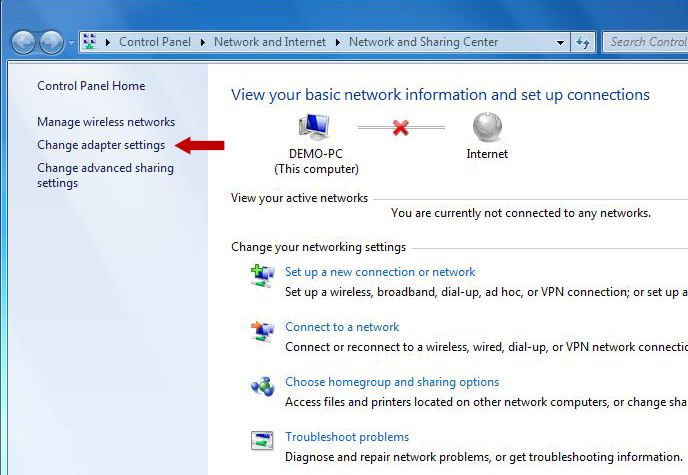 Control Panel Network and Internet Network and Sharing Center Search Control
Control Panel Home
Manage wireless networks
Change adapter settings
Change advanced sharing
settings
View your basic network information and set up connections
DEMO-PC
(This computer)
Internet
View your active networks
You are currently not connected to any networks.
Change your networking settings
Set up a new connection or network
Set up a wireless, broadband, dial-up, ad hoc, or VPN connection; or set up a
Connect to a network
Connect or reconnect to a wireless, wired, dial-up, or VPN network connectio
Choose homegroup and sharing options
Access files and printers located on other network computers, or change sha
Troubleshoot problems
Diagnose and repair network problems, or get troubleshooting information.